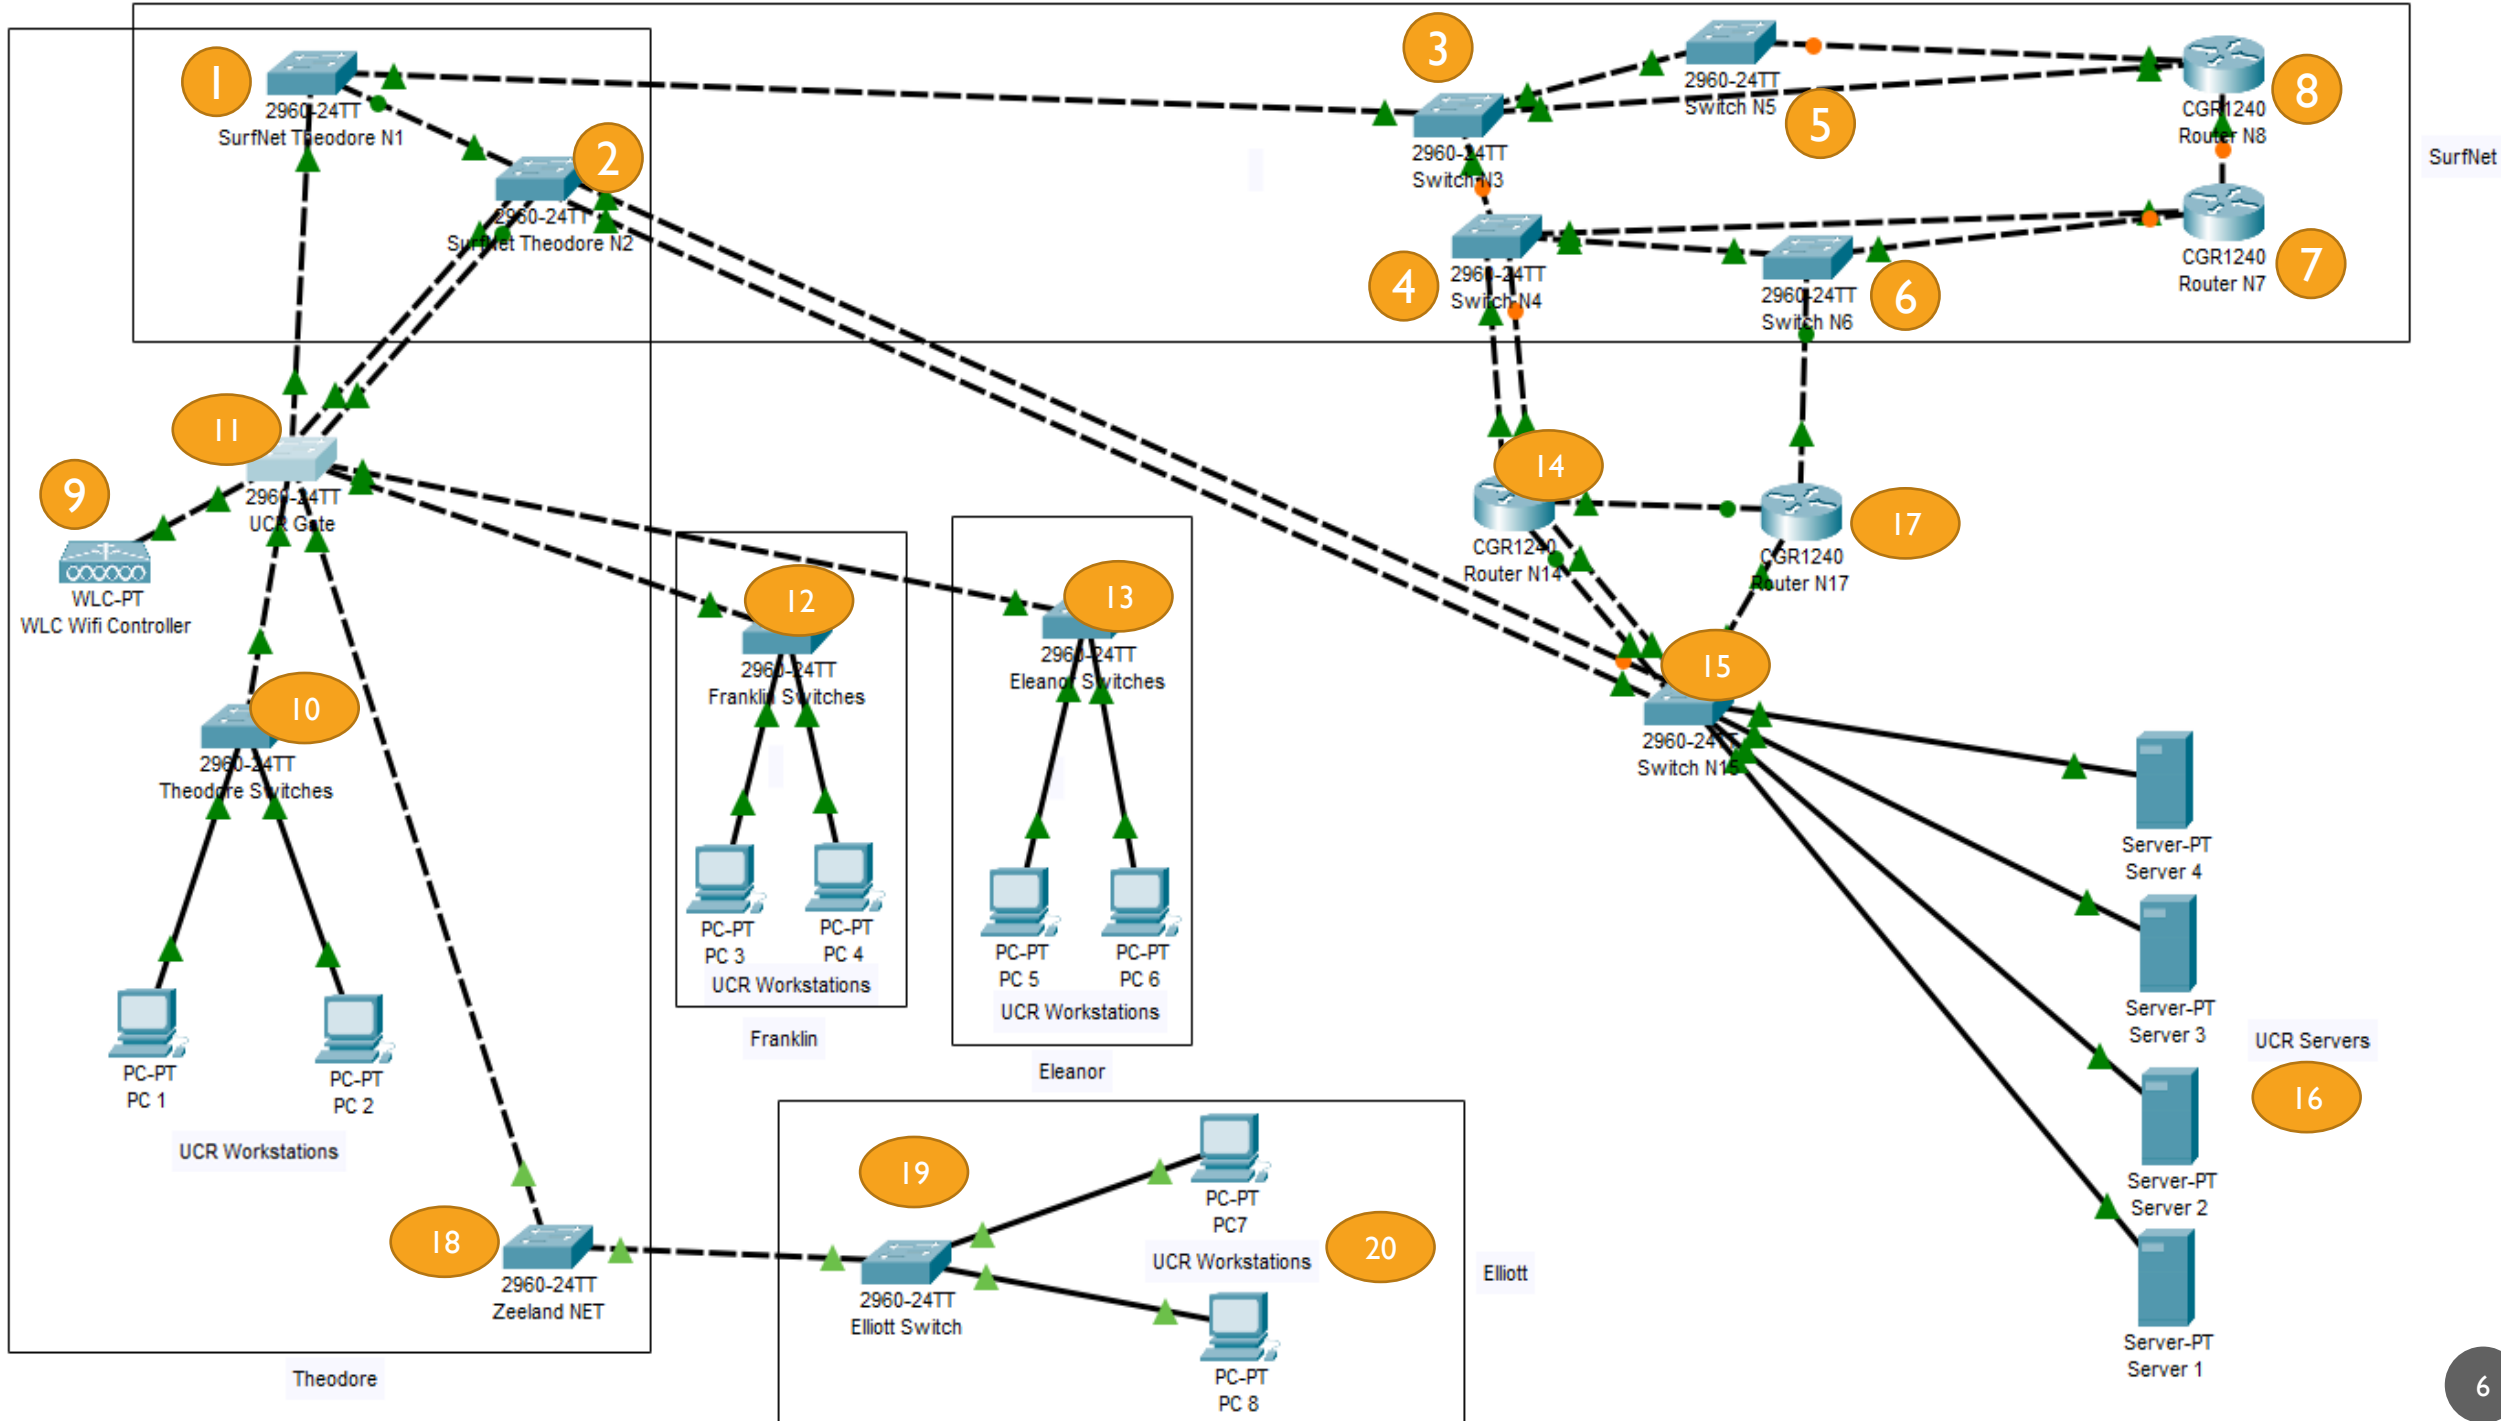 1
2960-24TT
SurfNet Theodore N1
2
2960-24TT
SurfNet Theodore N2
3
2960-24TT
Switch N3
2960-24TT
Switch N5
5
8
CGR1240
Router N8
SurfNet
4
2960-24TT
Switch N4
2960-24TT
Switch N6
6
CGR1240
Router N7
7
11
2960-24TT
UCR Gate
9
WLC-PT
WLC Wifi Controller
14
CGR1240
Router N14
CGR1240
Router N17
17
12
2960-24TT
Franklin Switches
13
2960-24TT
Eleanor Switches
15
2960-24TT
Switch N15
10
2960-24TT
Theodore Switches
PC-PT
PC 1
PC-PT
PC 2
UCR Workstations
PC-PT
PC 3
PC-PT
PC 4
UCR Workstations
Franklin
PC-PT
PC 5
PC-PT
PC 6
UCR Workstations
Eleanor
Server-PT
Server 4
Server-PT
Server 3
UCR Servers
16
Server-PT
Server 2
Server-PT
Server 1
18
2960-24TT
Zeeland NET
Theodore
19
2960-24TT
Elliott Switch
PC-PT
PC7
UCR Workstations
20
PC-PT
PC 8
Elliott
6